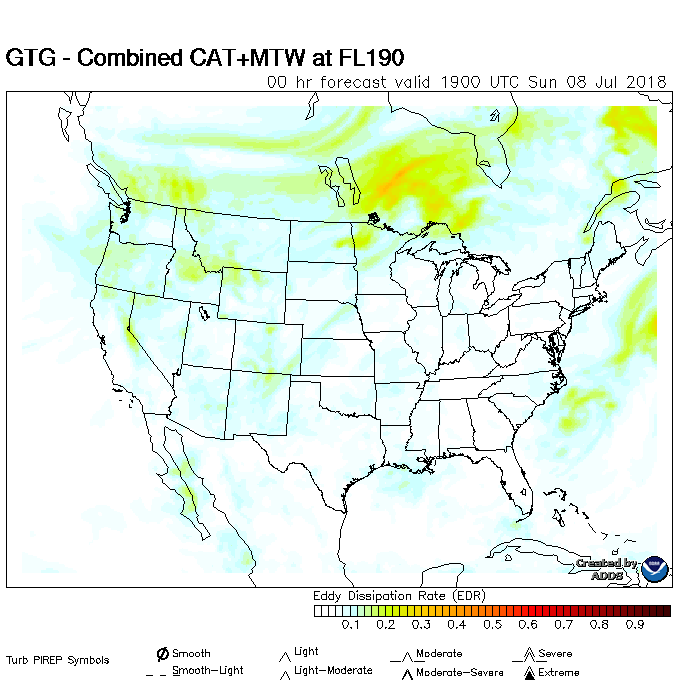 GTG - Combined CAT+MTW at FL190
00 hr forecast valid 1900 UTC Sun 08 Jul 2018
Created by
ADDS
Eddy Dissipation Rate (EDR)
0.1 0.2 0.3 0.4 0.5 0.6 0.7 0.8 0.9
Turb PIREP Symbols
Smooth Light Moderate Severe
Smooth-Light Light-Moderate Moderate-Severe Extreme